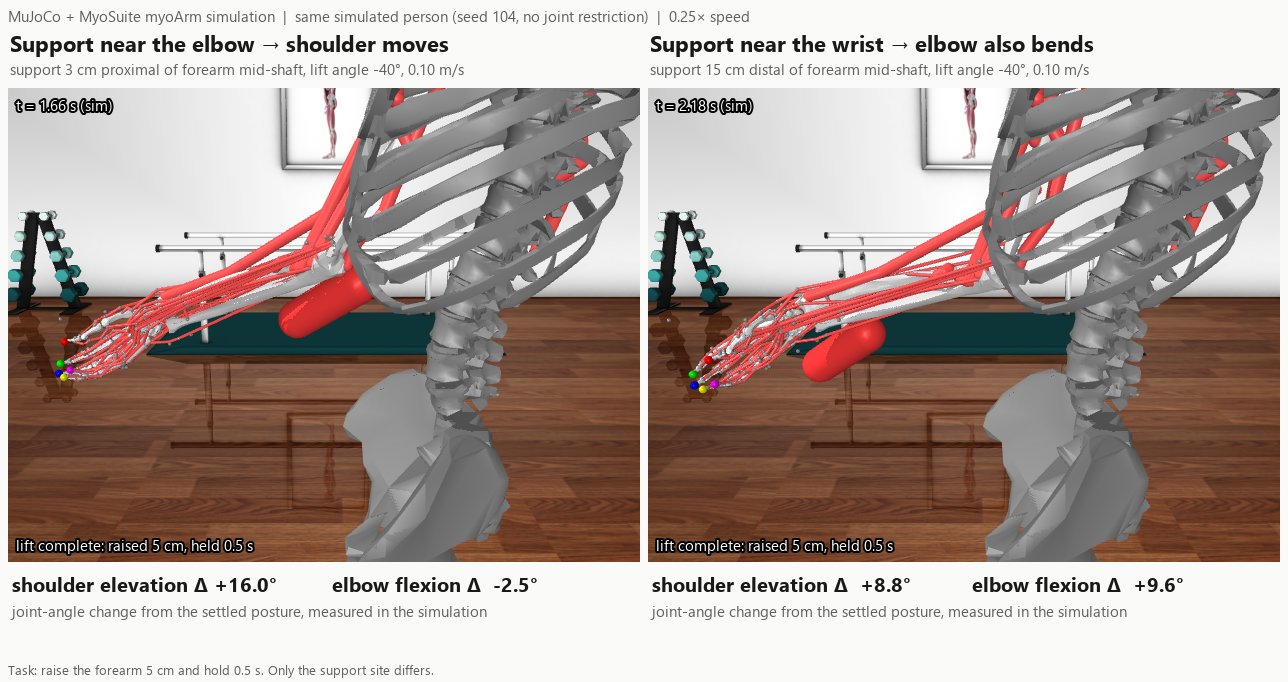 MuJoCo + MyoSuite myoArm simulation | same simulated person (seed 104, no joint restriction) | 0.25× speed
Support near the elbow → shoulder moves
support 3 cm proximal of forearm mid-shaft, lift angle -40°, 0.10 m/s
t = 1.66 s (sim)
lift complete: raised 5 cm, held 0.5 s
shoulder elevation Δ +16.0° elbow flexion Δ -2.5°
joint-angle change from the settled posture, measured in the simulation
Support near the wrist → elbow also bends
support 15 cm distal of forearm mid-shaft, lift angle -40°, 0.10 m/s
t = 2.18 s (sim)
lift complete: raised 5 cm, held 0.5 s
shoulder elevation Δ +8.8° elbow flexion Δ +9.6°
joint-angle change from the settled posture, measured in the simulation
Task: raise the forearm 5 cm and hold 0.5 s. Only the support site differs.